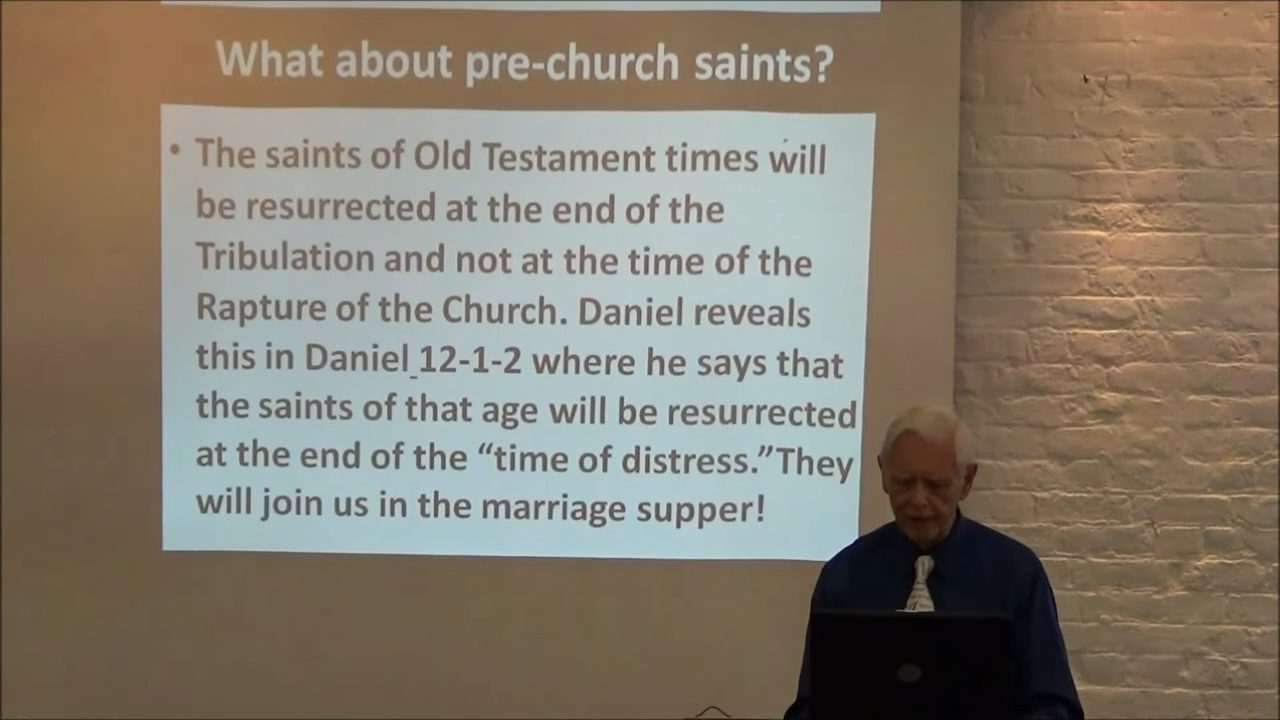 What about pre-church saints?
• The saints of Old Testament times will
be resurrected at the end of the
Tribulation and not at the time of the
Rapture of the Church. Daniel reveals
this in Daniel 12-1-2 where he says that
the saints of that age will be resurrected
at the end of the “time of distress.”They
will join us in the marriage supper!